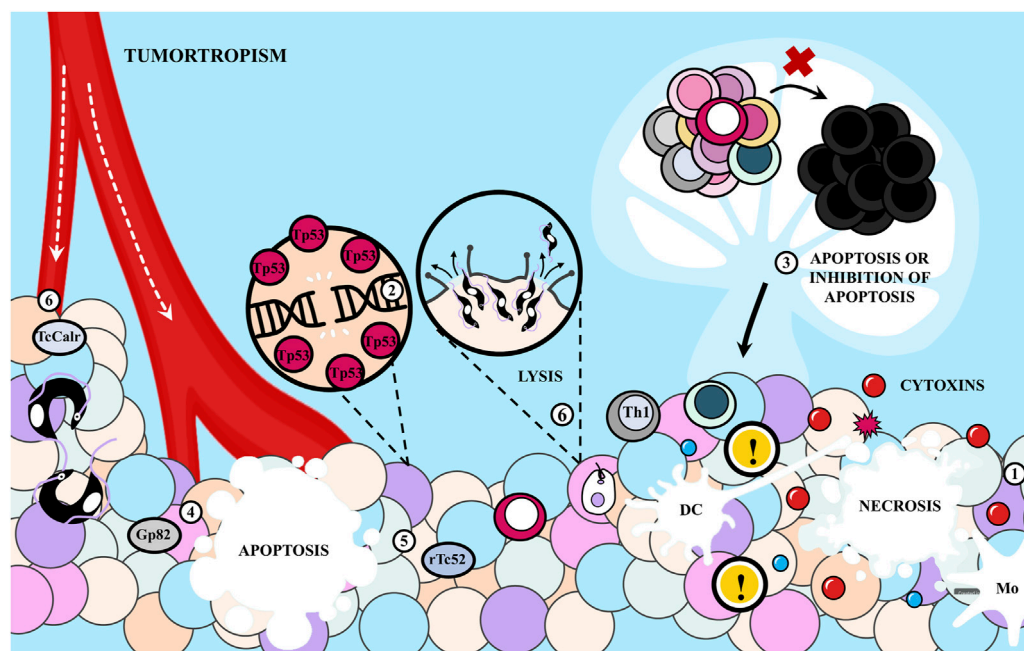 TUMORTROPISM
Tp53
Tp53
Tp53
Tp53
2
Tp53
Tp53
Tp53
3
APOPTOSIS OR
INHIBITION OF
APOPTOSIS
6
TcCalr
LYSIS
6
Th1
!
CYTOXINS
1
4
Gp82
APOPTOSIS
5
rTc52
DC
NECROSIS
!
Mo